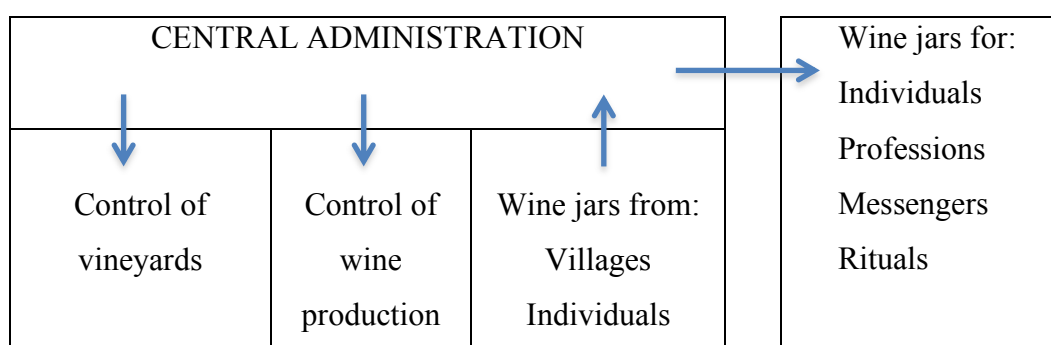 CENTRAL ADMINISTRATION
Control of
vineyards
Control of
wine
production
Wine jars from:
Villages
Individuals
Wine jars for:
Individuals
Professions
Messengers
Rituals